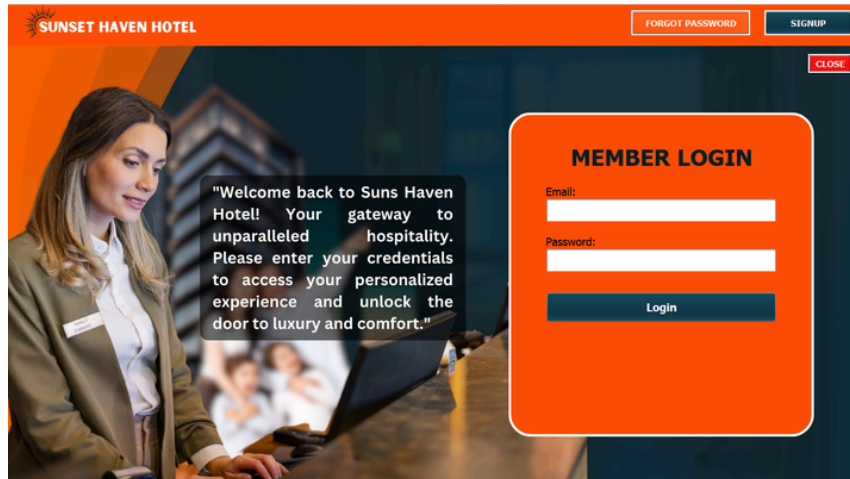 SUNSET HAVEN HOTEL
FORGOT PASSWORD
SIGNUP
CLOSE
"Welcome back to Suns Haven
Hotel! Your gateway to
unparalleled hospitality.
Please enter your credentials
to access your personalized
experience and unlock the
door to luxury and comfort."
MEMBER LOGIN
Email:
Password:
Login